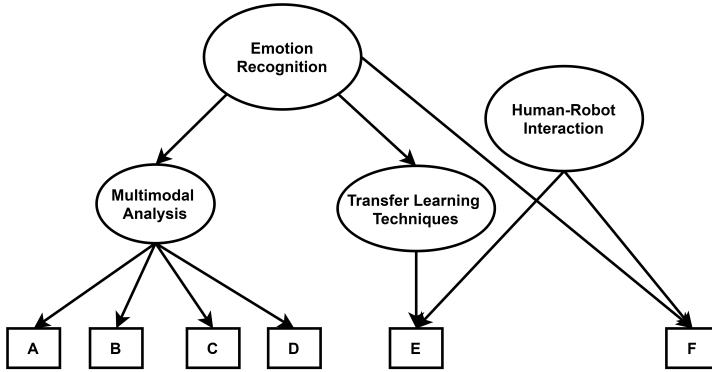 Emotion
Recognition
Human-Robot
Interaction
Multimodal
Analysis
Transfer Learning
Techniques
A
B
C
D
E
F